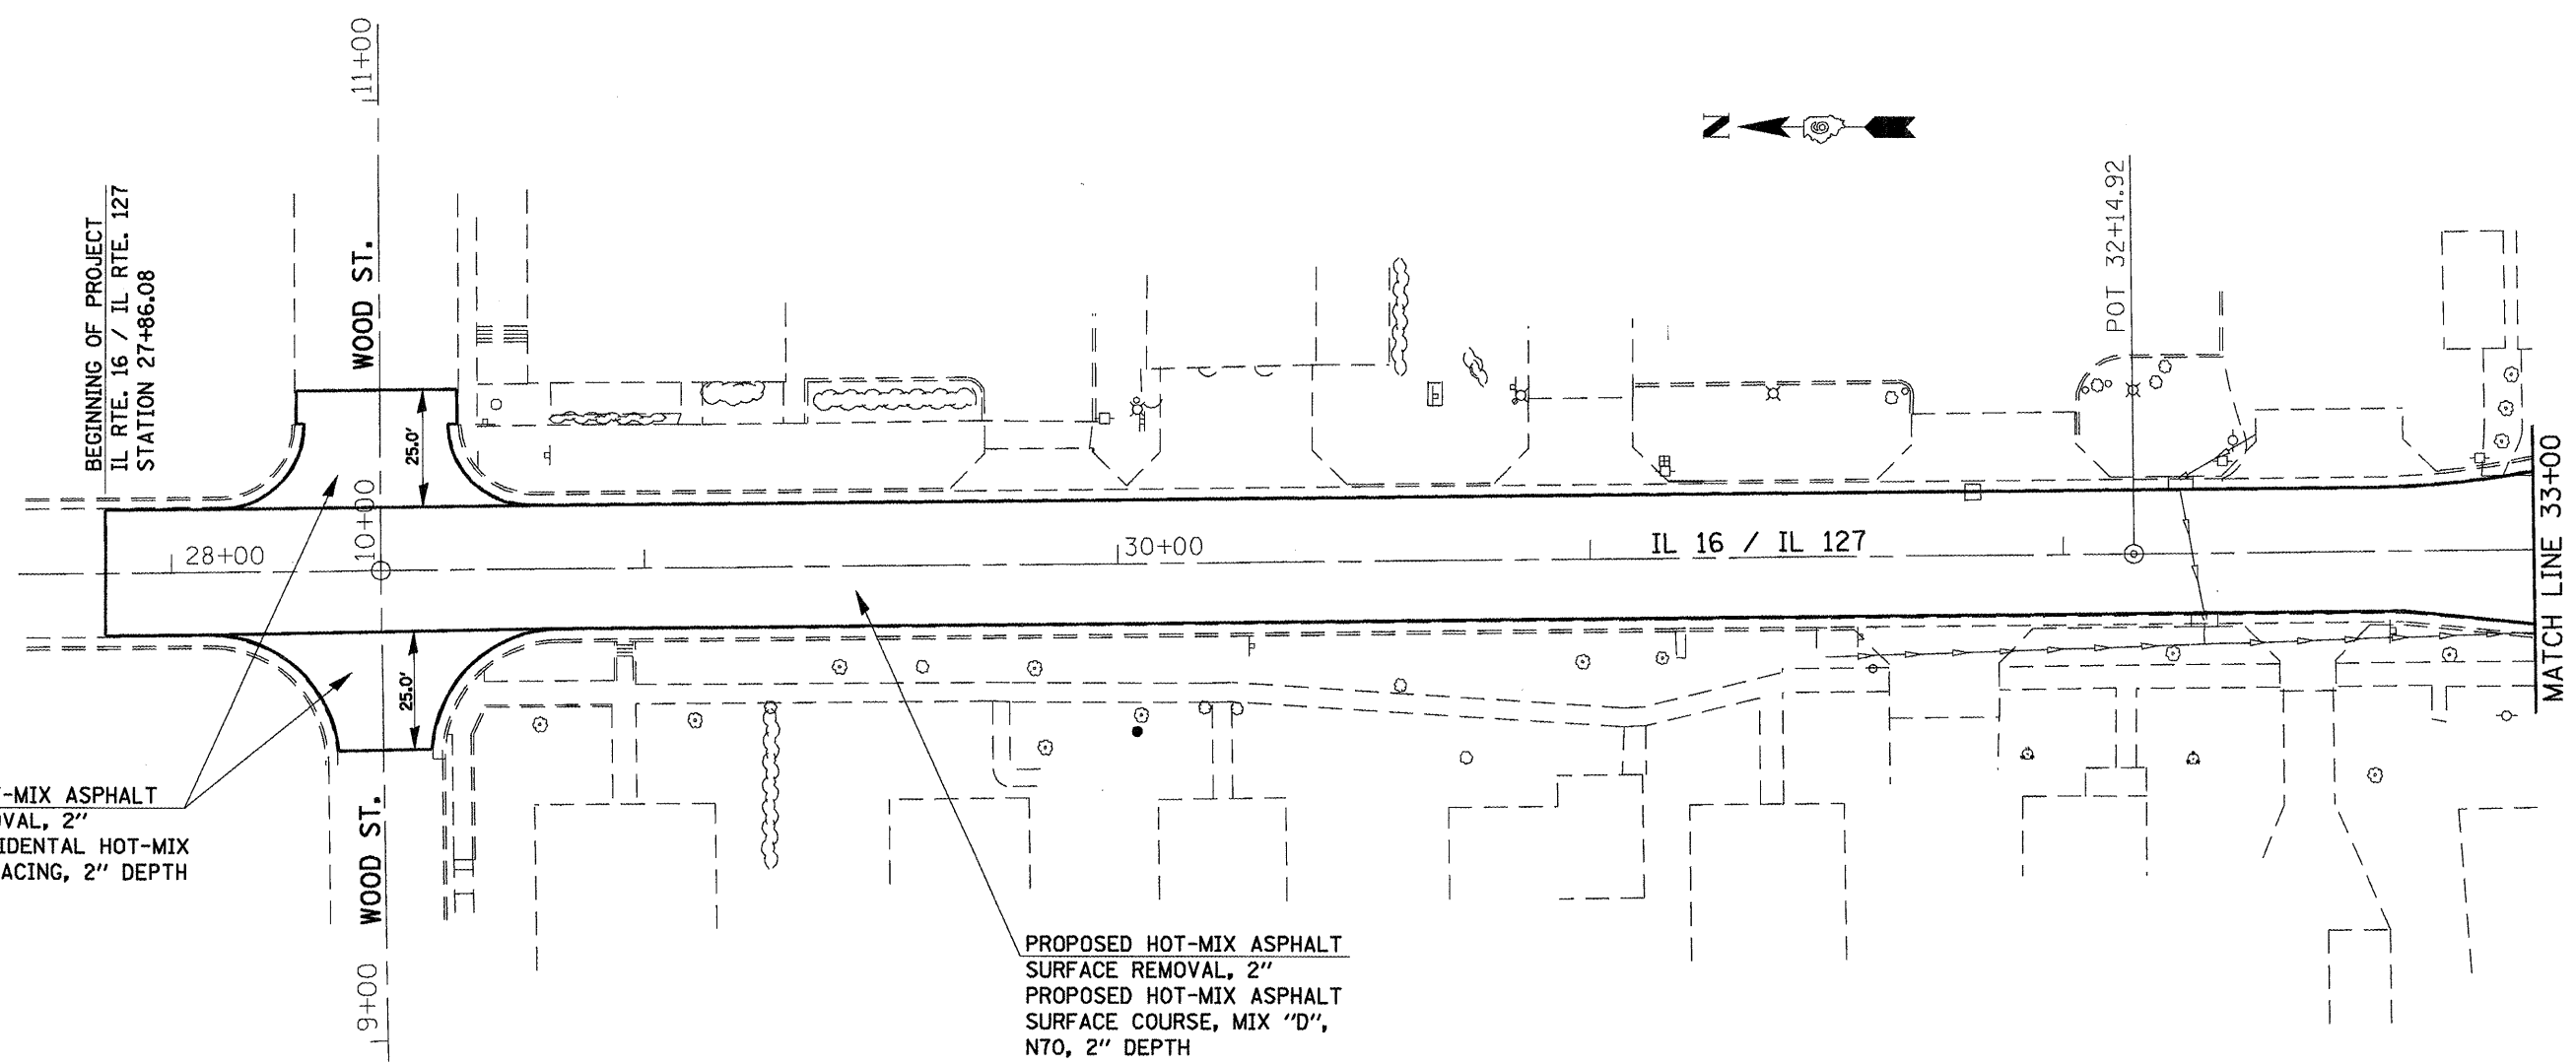 11+00
N
BEGINNING OF PROJECT
IL RTE. 16 / IL RTE. 127
STATION 27+86.08
WOOD ST.
POT 32+14.92
25.0'
10+00
28+00
30+00
IL 16 / IL 127
MATCH LINE 33+00
25.0'
-MIX ASPHALT
OVAL, 2"
IDENTAL HOT-MIX
ACING, 2" DEPTH
WOOD ST.
9+00
PROPOSED HOT-MIX ASPHALT
SURFACE REMOVAL, 2"
PROPOSED HOT-MIX ASPHALT
SURFACE COURSE, MIX "D",
N70, 2" DEPTH